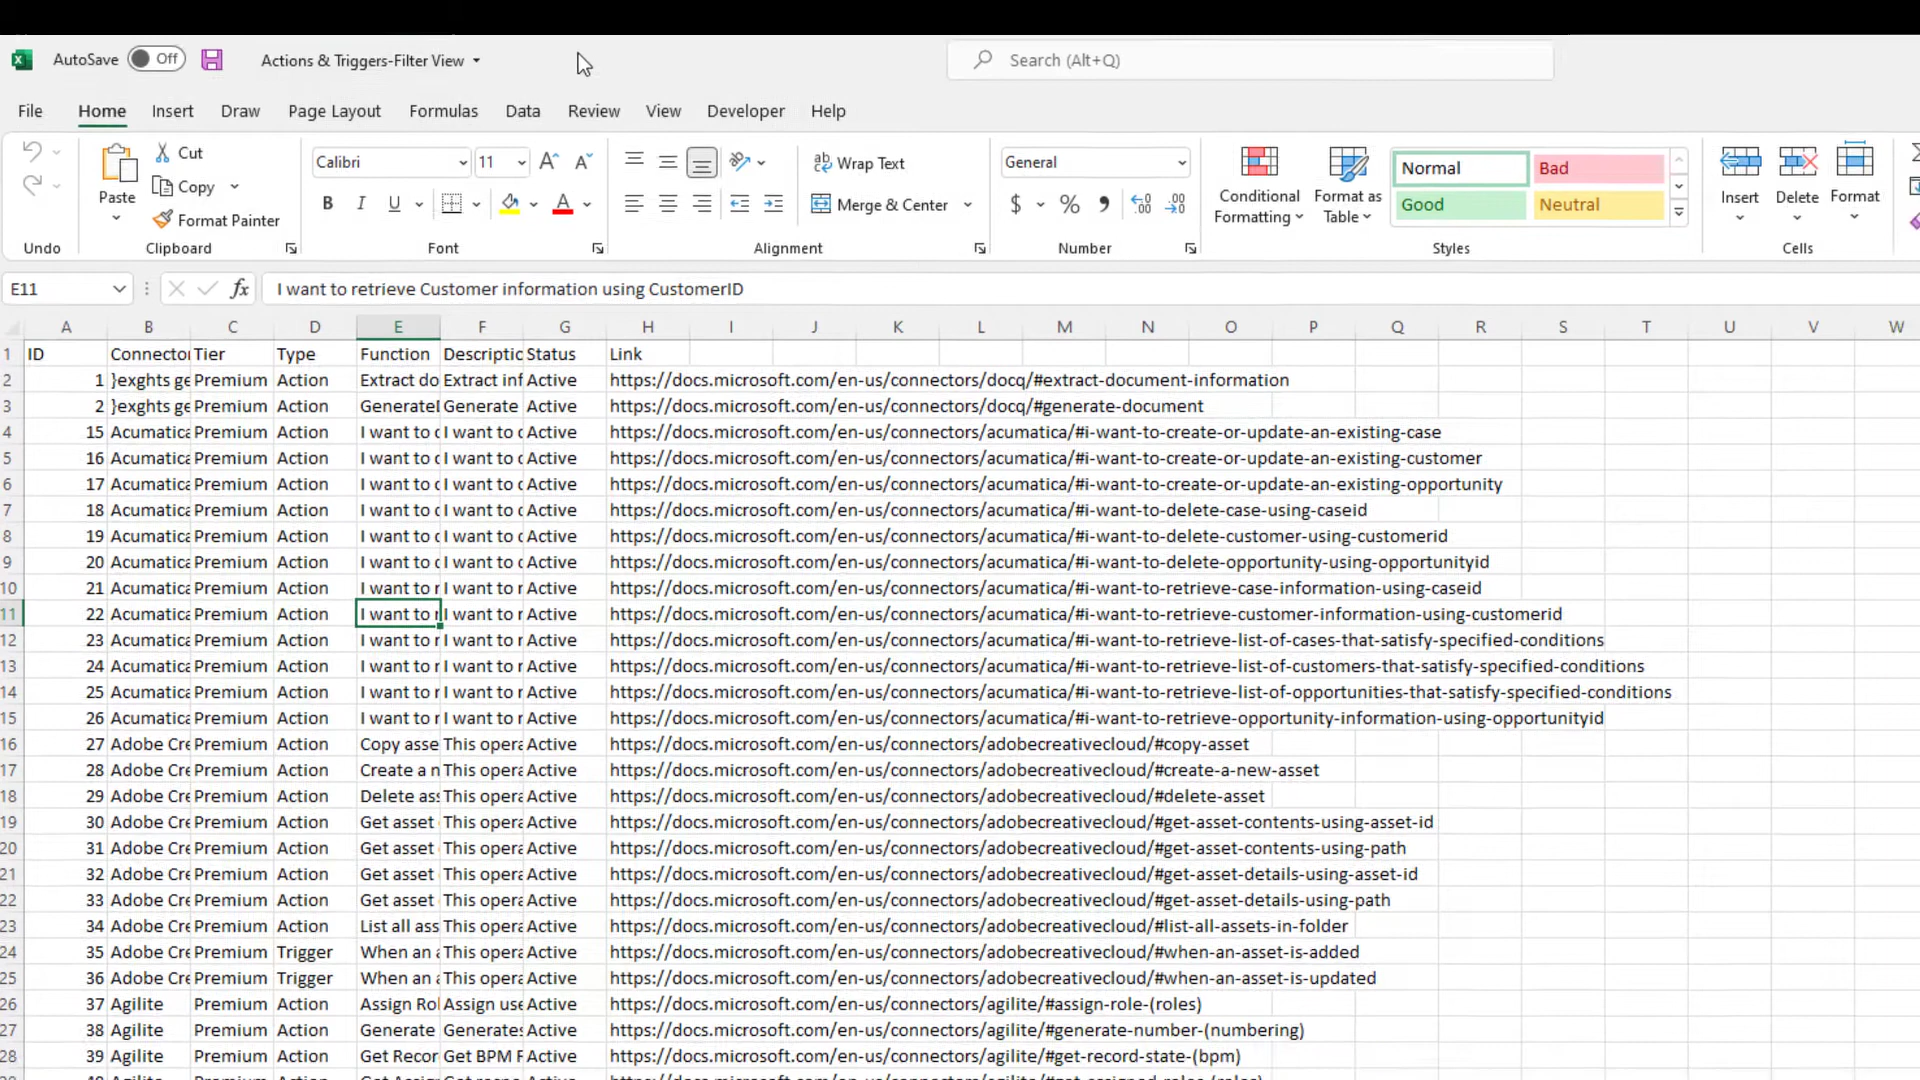 AutoSave Off Actions & Triggers-Filter View Search (Alt+Q)
File Home Insert Draw Page Layout Formulas Data Review View Developer Help
Cut
Copy
Format Painter
Paste
Calibri 11
B I U
Wrap Text
Merge & Center
General
$ % 9
Conditional Formatting
Format as Table
Normal Bad
Good Neutral
Insert Delete Format
Undo Clipboard Font Alignment Number Styles Cells
E11 fx I want to retrieve Customer information using CustomerID
A B C D E F G H I J K L M N O P Q R S T U V W
1 ID Connector Tier Type Function Descriptic Status Link
2 1 }exghts ge Premium Action Extract do Extract inf Active https://docs.microsoft.com/en-us/connectors/docq/#extract-document-information
3 2 }exghts ge Premium Action Generatel Generate Active https://docs.microsoft.com/en-us/connectors/docq/#generate-document
4 15 Acumatica Premium Action I want to c I want to c Active https://docs.microsoft.com/en-us/connectors/acumatica/#i-want-to-create-or-update-an-existing-case
5 16 Acumatica Premium Action I want to c I want to c Active https://docs.microsoft.com/en-us/connectors/acumatica/#i-want-to-create-or-update-an-existing-customer
6 17 Acumatica Premium Action I want to c I want to c Active https://docs.microsoft.com/en-us/connectors/acumatica/#i-want-to-create-or-update-an-existing-opportunity
7 18 Acumatica Premium Action I want to c I want to c Active https://docs.microsoft.com/en-us/connectors/acumatica/#i-want-to-delete-case-using-caseid
8 19 Acumatica Premium Action I want to c I want to c Active https://docs.microsoft.com/en-us/connectors/acumatica/#i-want-to-delete-customer-using-customerid
9 20 Acumatica Premium Action I want to c I want to c Active https://docs.microsoft.com/en-us/connectors/acumatica/#i-want-to-delete-opportunity-using-opportunityid
10 21 Acumatica Premium Action I want to r I want to r Active https://docs.microsoft.com/en-us/connectors/acumatica/#i-want-to-retrieve-case-information-using-caseid
11 22 Acumatica Premium Action I want to r I want to r Active https://docs.microsoft.com/en-us/connectors/acumatica/#i-want-to-retrieve-customer-information-using-customerid
12 23 Acumatica Premium Action I want to r I want to r Active https://docs.microsoft.com/en-us/connectors/acumatica/#i-want-to-retrieve-list-of-cases-that-satisfy-specified-conditions
13 24 Acumatica Premium Action I want to r I want to r Active https://docs.microsoft.com/en-us/connectors/acumatica/#i-want-to-retrieve-list-of-customers-that-satisfy-specified-conditions
14 25 Acumatica Premium Action I want to r I want to r Active https://docs.microsoft.com/en-us/connectors/acumatica/#i-want-to-retrieve-list-of-opportunities-that-satisfy-specified-conditions
15 26 Acumatica Premium Action I want to r I want to r Active https://docs.microsoft.com/en-us/connectors/acumatica/#i-want-to-retrieve-opportunity-information-using-opportunityid
16 27 Adobe Cre Premium Action Copy asse This opera Active https://docs.microsoft.com/en-us/connectors/adobecreativecloud/#copy-asset
17 28 Adobe Cre Premium Action Create a n This opera Active https://docs.microsoft.com/en-us/connectors/adobecreativecloud/#create-a-new-asset
18 29 Adobe Cre Premium Action Delete ass This opera Active https://docs.microsoft.com/en-us/connectors/adobecreativecloud/#delete-asset
19 30 Adobe Cre Premium Action Get asset This opera Active https://docs.microsoft.com/en-us/connectors/adobecreativecloud/#get-asset-contents-using-asset-id
20 31 Adobe Cre Premium Action Get asset This opera Active https://docs.microsoft.com/en-us/connectors/adobecreativecloud/#get-asset-contents-using-path
21 32 Adobe Cre Premium Action Get asset This opera Active https://docs.microsoft.com/en-us/connectors/adobecreativecloud/#get-asset-details-using-asset-id
22 33 Adobe Cre Premium Action Get asset This opera Active https://docs.microsoft.com/en-us/connectors/adobecreativecloud/#get-asset-details-using-path
23 34 Adobe Cre Premium Action List all ass This opera Active https://docs.microsoft.com/en-us/connectors/adobecreativecloud/#list-all-assets-in-folder
24 35 Adobe Cre Premium Trigger When an a This opera Active https://docs.microsoft.com/en-us/connectors/adobecreativecloud/#when-an-asset-is-added
25 36 Adobe Cre Premium Trigger When an a This opera Active https://docs.microsoft.com/en-us/connectors/adobecreativecloud/#when-an-asset-is-updated
26 37 Agilite Premium Action Assign Rol Assign use Active https://docs.microsoft.com/en-us/connectors/agilite/#assign-role-(roles)
27 38 Agilite Premium Action Generate Generates Active https://docs.microsoft.com/en-us/connectors/agilite/#generate-number-(numbering)
28 39 Agilite Premium Action Get Recor Get BPM F Active https://docs.microsoft.com/en-us/connectors/agilite/#get-record-state-(bpm)